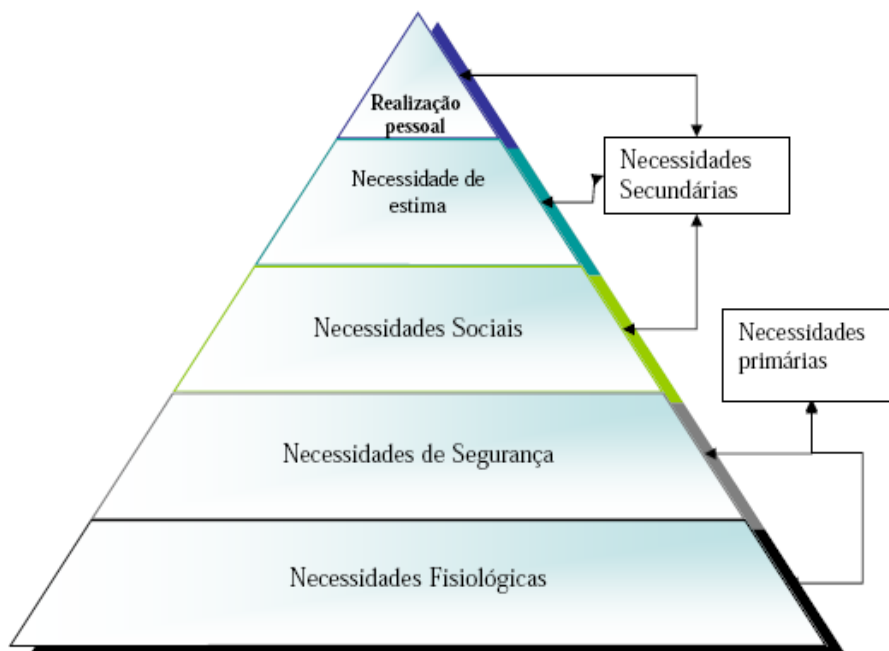 Realização
pessoal
Necessidade de
estima
Necessidades
Secundárias
Necessidades Sociais
Necessidades
primárias
Necessidades de Segurança
Necessidades Fisiológicas